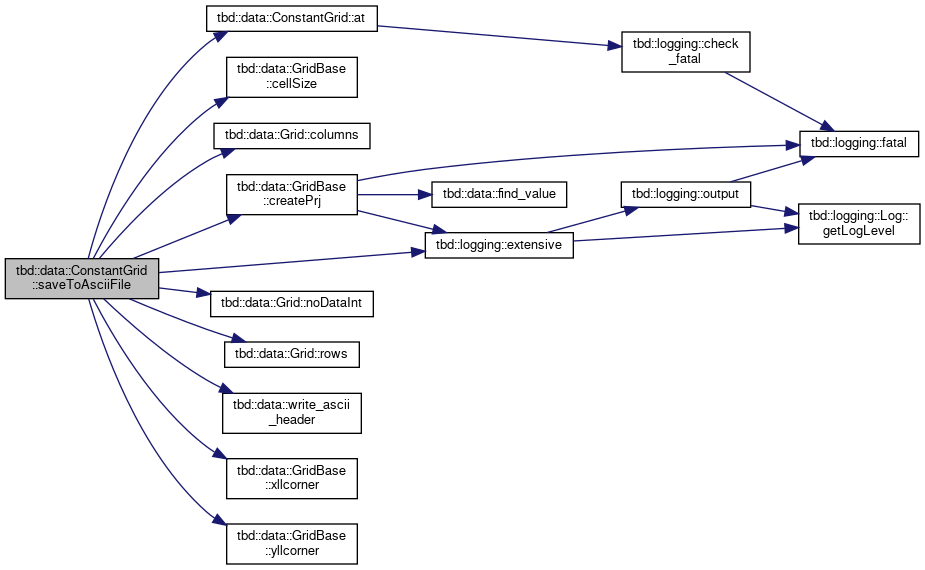 tbd::data::ConstantGrid
::saveToAsciiFile
tbd::data::ConstantGrid::at
tbd::data::GridBase
::cellSize
tbd::data::Grid::columns
tbd::data::GridBase
::createPrj
tbd::data::Grid::noDataInt
tbd::data::Grid::rows
tbd::data::write_ascii
_header
tbd::data::GridBase
::xllcorner
tbd::data::GridBase
::yllcorner
tbd::data::find_value
tbd::logging::extensive
tbd::logging::check
_fatal
tbd::logging::output
tbd::logging::fatal
tbd::logging::Log::
getLogLevel